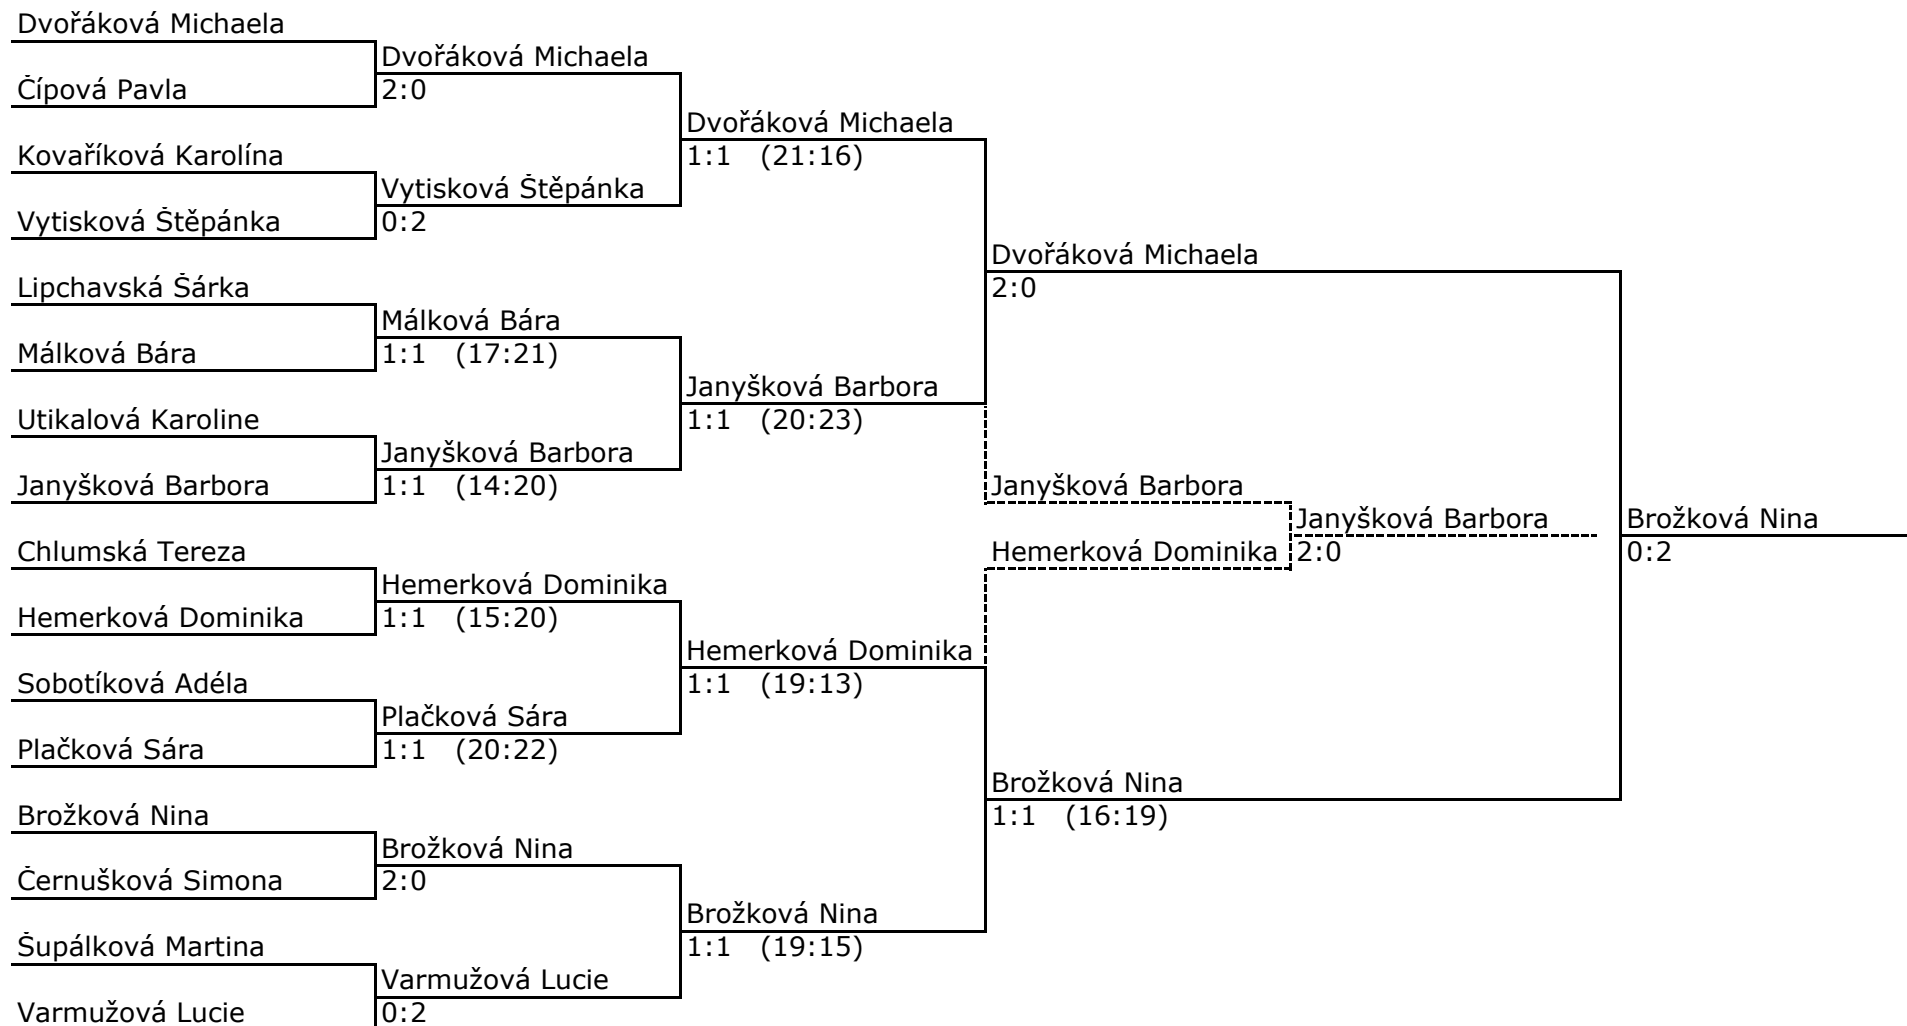 Dvořáková Michaela
Čípová Pavla
Kovaříková Karolína
Vytisková Štěpánka
Lipchavská Šárka
Málková Bára
Utikalová Karoline
Janyšková Barbora
Chlumská Tereza
Hemerková Dominika
Sobotíková Adéla
Plačková Sára
Brožková Nina
Černušková Simona
Šupálková Martina
Varmužová Lucie
Dvořáková Michaela
2:0
Vytisková Štěpánka
0:2
Málková Bára
1:1 (17:21)
Janyšková Barbora
1:1 (14:20)
Hemerková Dominika
1:1 (15:20)
Plačková Sára
1:1 (20:22)
Brožková Nina
2:0
Varmužová Lucie
0:2
Dvořáková Michaela
1:1 (21:16)
Janyšková Barbora
1:1 (20:23)
Hemerková Dominika
1:1 (19:13)
Brožková Nina
1:1 (19:15)
Dvořáková Michaela
2:0
Janyšková Barbora
Hemerková Dominika
Brožková Nina
1:1 (16:19)
Janyšková Barbora
2:0
Brožková Nina
0:2